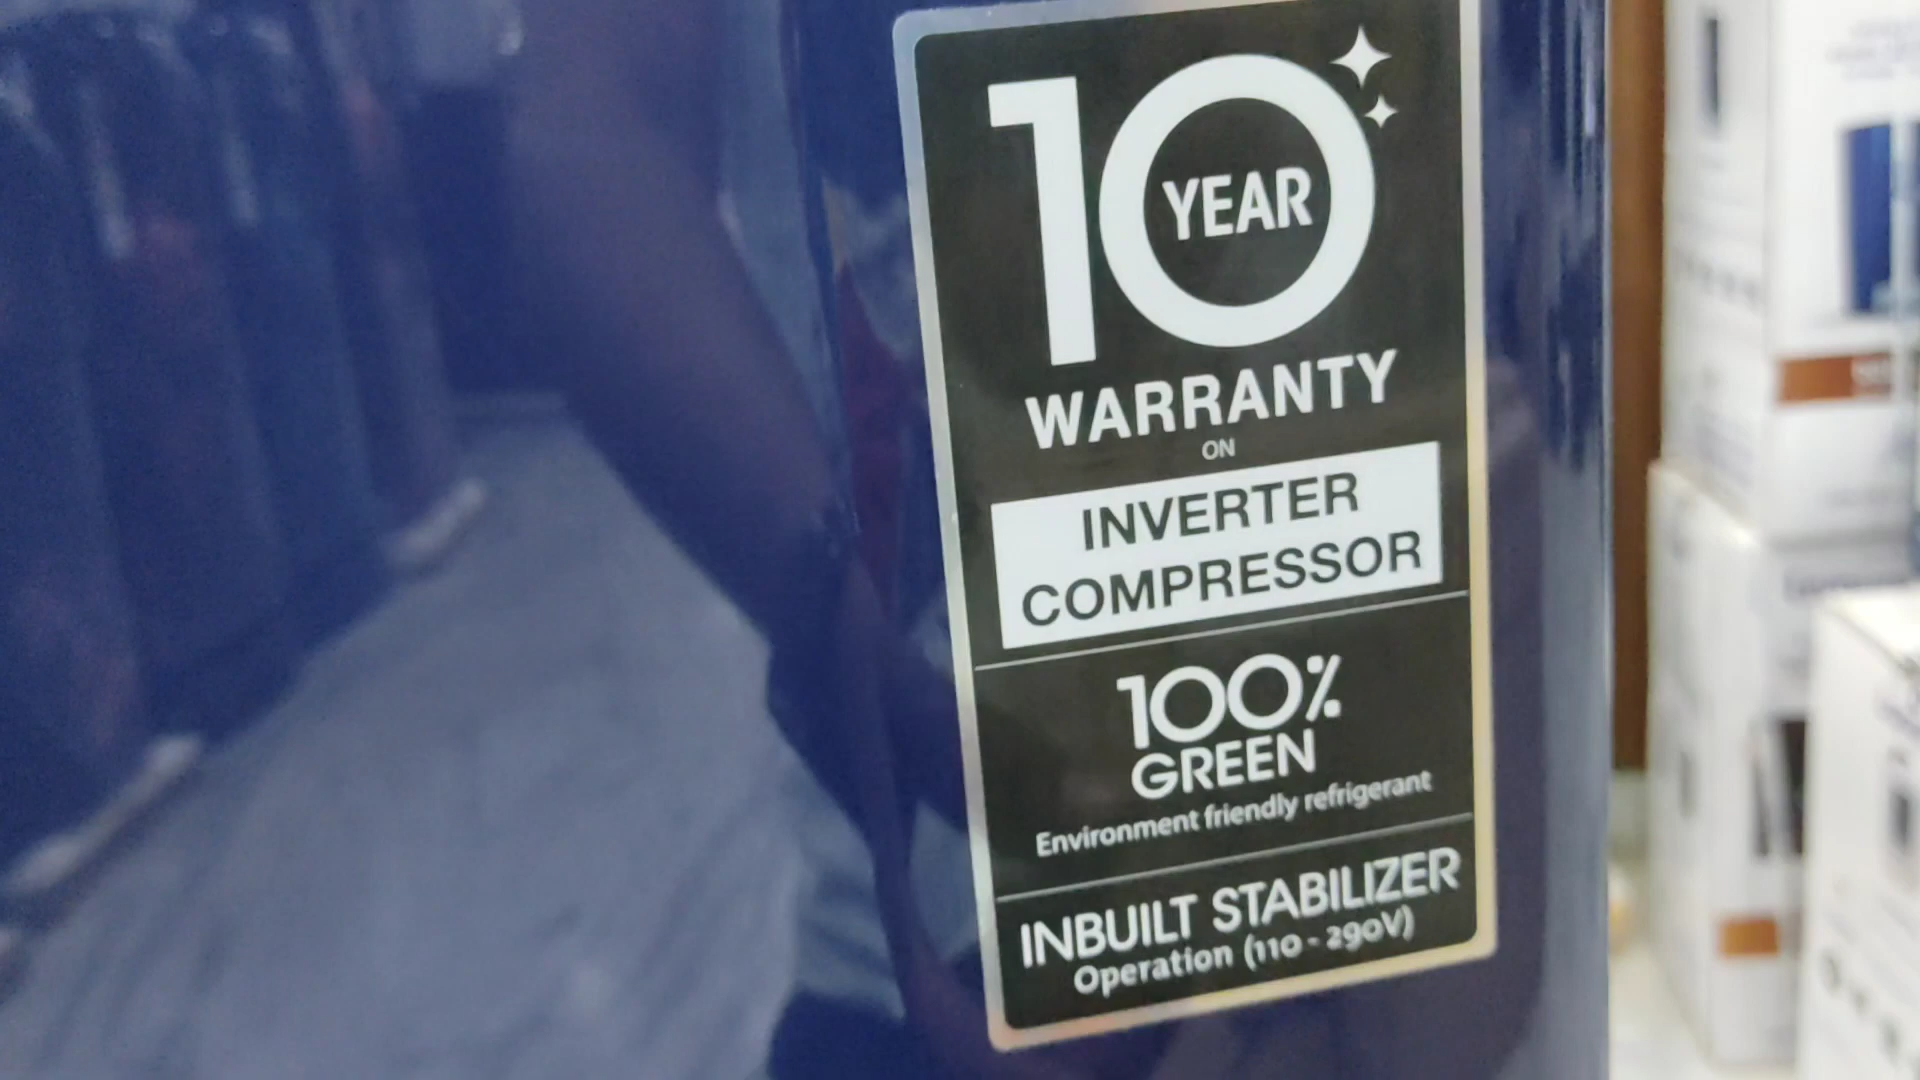 10
YEAR
WARRANTY
ON
INVERTER
COMPRESSOR
100%
GREEN
Environment friendly refrigerant
INBUILT STABILIZER
Operation (110 - 290V)